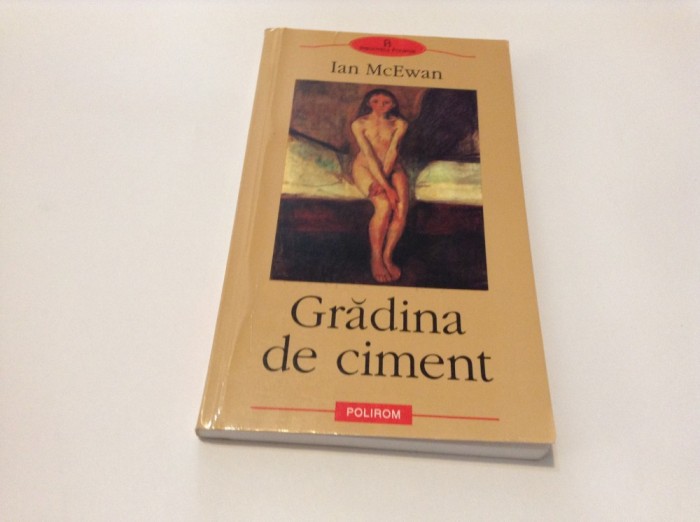 Ian McEwan
Grădina
de ciment
POLIROM